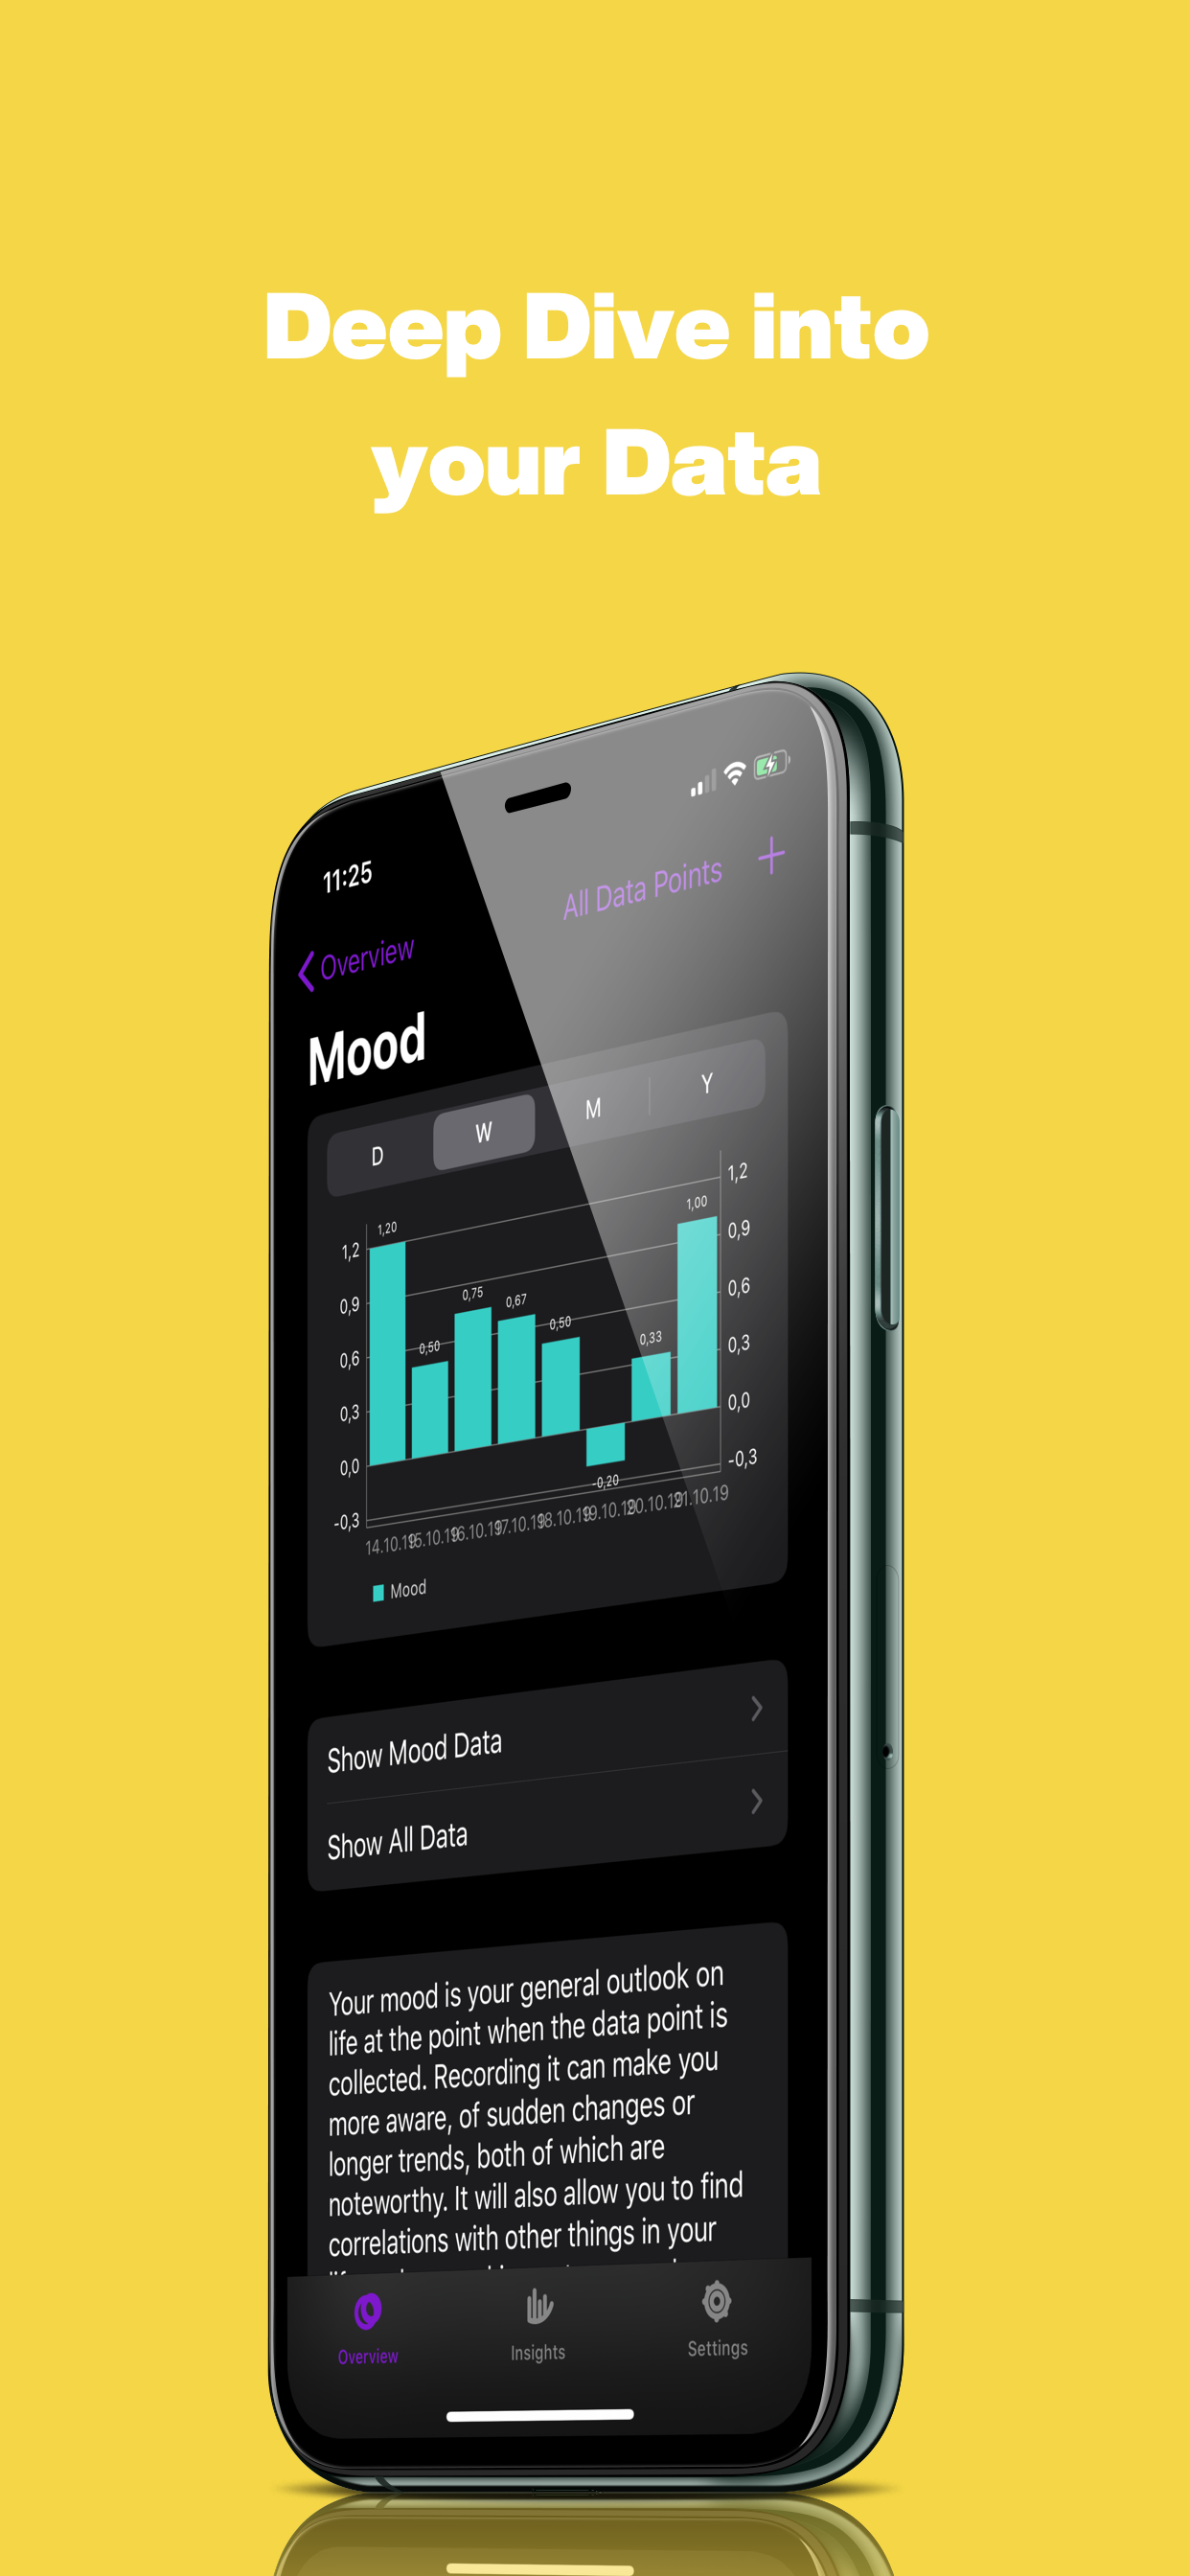 Deep Dive into
your Data
11:25
Overview
All Data Points
Mood
D W M Y
1,2
0,9
0,6
0,3
0,0
-0,3
1,20
0,50
0,75
0,67
0,50
-0,20
0,33
1,00
1,2
0,9
0,6
0,3
0,0
-0,3
14.10.19 15.10.19 16.10.19 17.10.19 18.10.19 19.10.19 20.10.19 21.10.19
Mood
Show Mood Data
Show All Data
Your mood is your general outlook on
life at the point when the data point is
collected. Recording it can make you
more aware, of sudden changes or
longer trends, both of which are
noteworthy. It will also allow you to find
correlations with other things in your
Overview
Insights
Settings